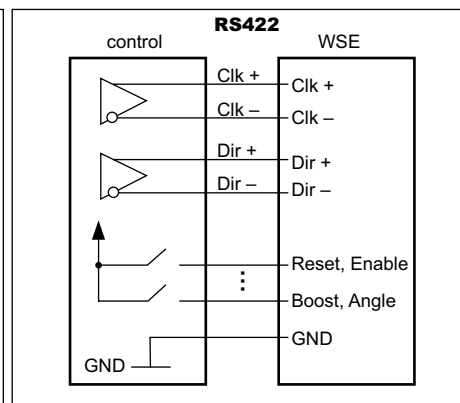 RS422
control WSE
Clk + Clk +
Clk – Clk –
Dir + Dir +
Dir – Dir –
Reset, Enable
⋮
Boost, Angle
GND
GND